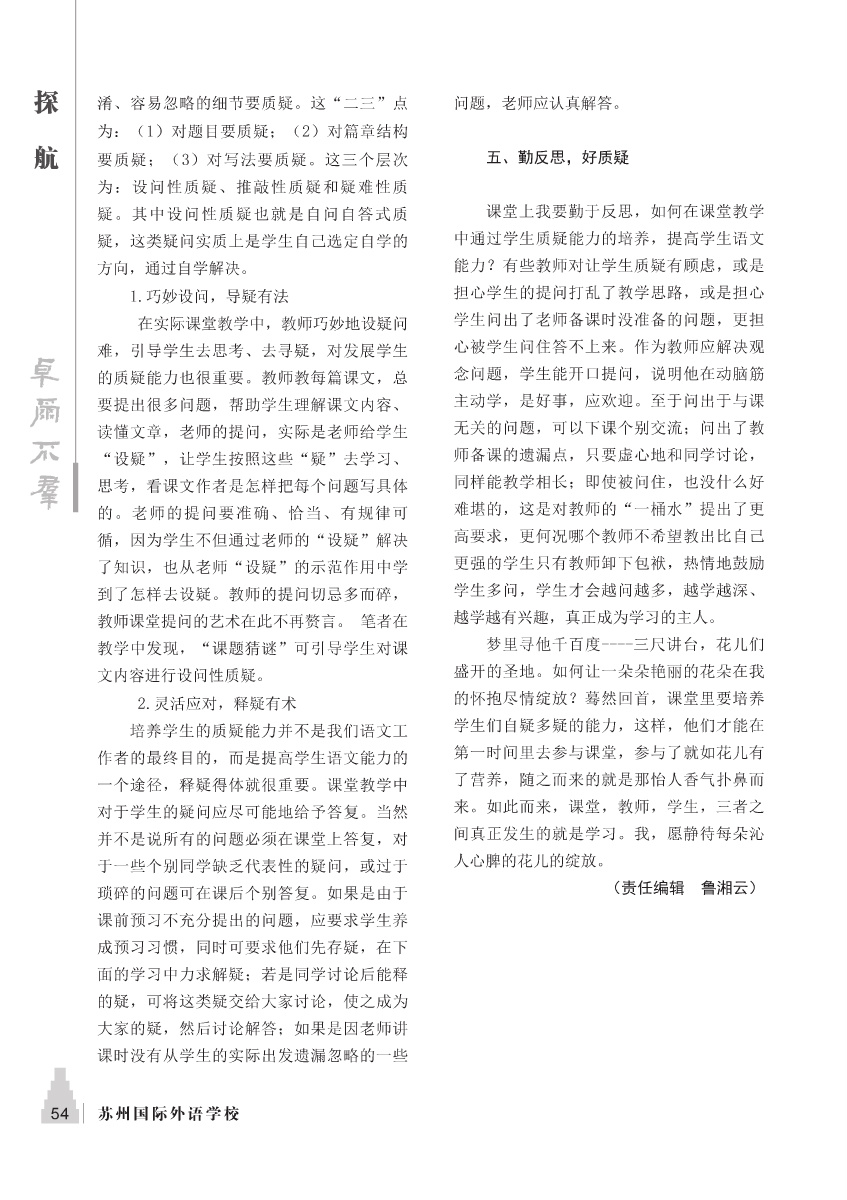 探
航
卓尔不群
淆、容易忽略的细节要质疑。这“二三”点
为：（1）对题目要质疑；（2）对篇章结构
要质疑；（3）对写法要质疑。这三个层次
为：设问性质疑、推敲性质疑和疑难性质
疑。其中设问性质疑也就是自问自答式质
疑，这类疑问实质上是学生自己选定自学的
方向，通过自学解决。
1.巧妙设问，导疑有法
在实际课堂教学中，教师巧妙地设疑问
难，引导学生去思考、去寻疑，对发展学生
的质疑能力也很重要。教师教每篇课文，总
要提出很多问题，帮助学生理解课文内容、
读懂文章，老师的提问，实际是老师给学生
“设疑”，让学生按照这些“疑”去学习、
思考，看课文作者是怎样把每个问题写具体
的。老师的提问要准确、恰当、有规律可
循，因为学生不但通过老师的“设疑”解决
了知识，也从老师“设疑”的示范作用中学
到了怎样去设疑。教师的提问切忌多而碎，
教师课堂提问的艺术在此不再赘言。 笔者在
教学中发现，“课题猜谜”可引导学生对课
文内容进行设问性质疑。
2.灵活应对，释疑有术
培养学生的质疑能力并不是我们语文工
作者的最终目的，而是提高学生语文能力的
一个途径，释疑得体就很重要。课堂教学中
对于学生的疑问应尽可能地给予答复。当然
并不是说所有的问题必须在课堂上答复，对
于一些个别同学缺乏代表性的疑问，或过于
琐碎的问题可在课后个别答复。如果是由于
课前预习不充分提出的问题，应要求学生养
成预习习惯，同时可要求他们先存疑，在下
面的学习中力求解疑；若是同学讨论后能释
的疑，可将这类疑交给大家讨论，使之成为
大家的疑，然后讨论解答；如果是因老师讲
课时没有从学生的实际出发遗漏忽略的一些
问题，老师应认真解答。
五、勤反思，好质疑
课堂上我要勤于反思，如何在课堂教学
中通过学生质疑能力的培养，提高学生语文
能力？有些教师对让学生质疑有顾虑，或是
担心学生的提问打乱了教学思路，或是担心
学生问出了老师备课时没准备的问题，更担
心被学生问住答不上来。作为教师应解决观
念问题，学生能开口提问，说明他在动脑筋
主动学，是好事，应欢迎。至于问出于与课
无关的问题，可以下课个别交流；问出了教
师备课的遗漏点，只要虚心地和同学讨论，
同样能教学相长；即使被问住，也没什么好
难堪的，这是对教师的“一桶水”提出了更
高要求，更何况哪个教师不希望教出比自己
更强的学生只有教师卸下包袱，热情地鼓励
学生多问，学生才会越问越多，越学越深、
越学越有兴趣，真正成为学习的主人。
梦里寻他千百度----三尺讲台，花儿们
盛开的圣地。如何让一朵朵艳丽的花朵在我
的怀抱尽情绽放？蓦然回首，课堂里要培养
学生们自疑多疑的能力，这样，他们才能在
第一时间里去参与课堂，参与了就如花儿有
了营养，随之而来的就是那怡人香气扑鼻而
来。如此而来，课堂，教师，学生，三者之
间真正发生的就是学习。我，愿静待每朵沁
人心脾的花儿的绽放。
（责任编辑 鲁湘云）
54 苏州国际外语学校